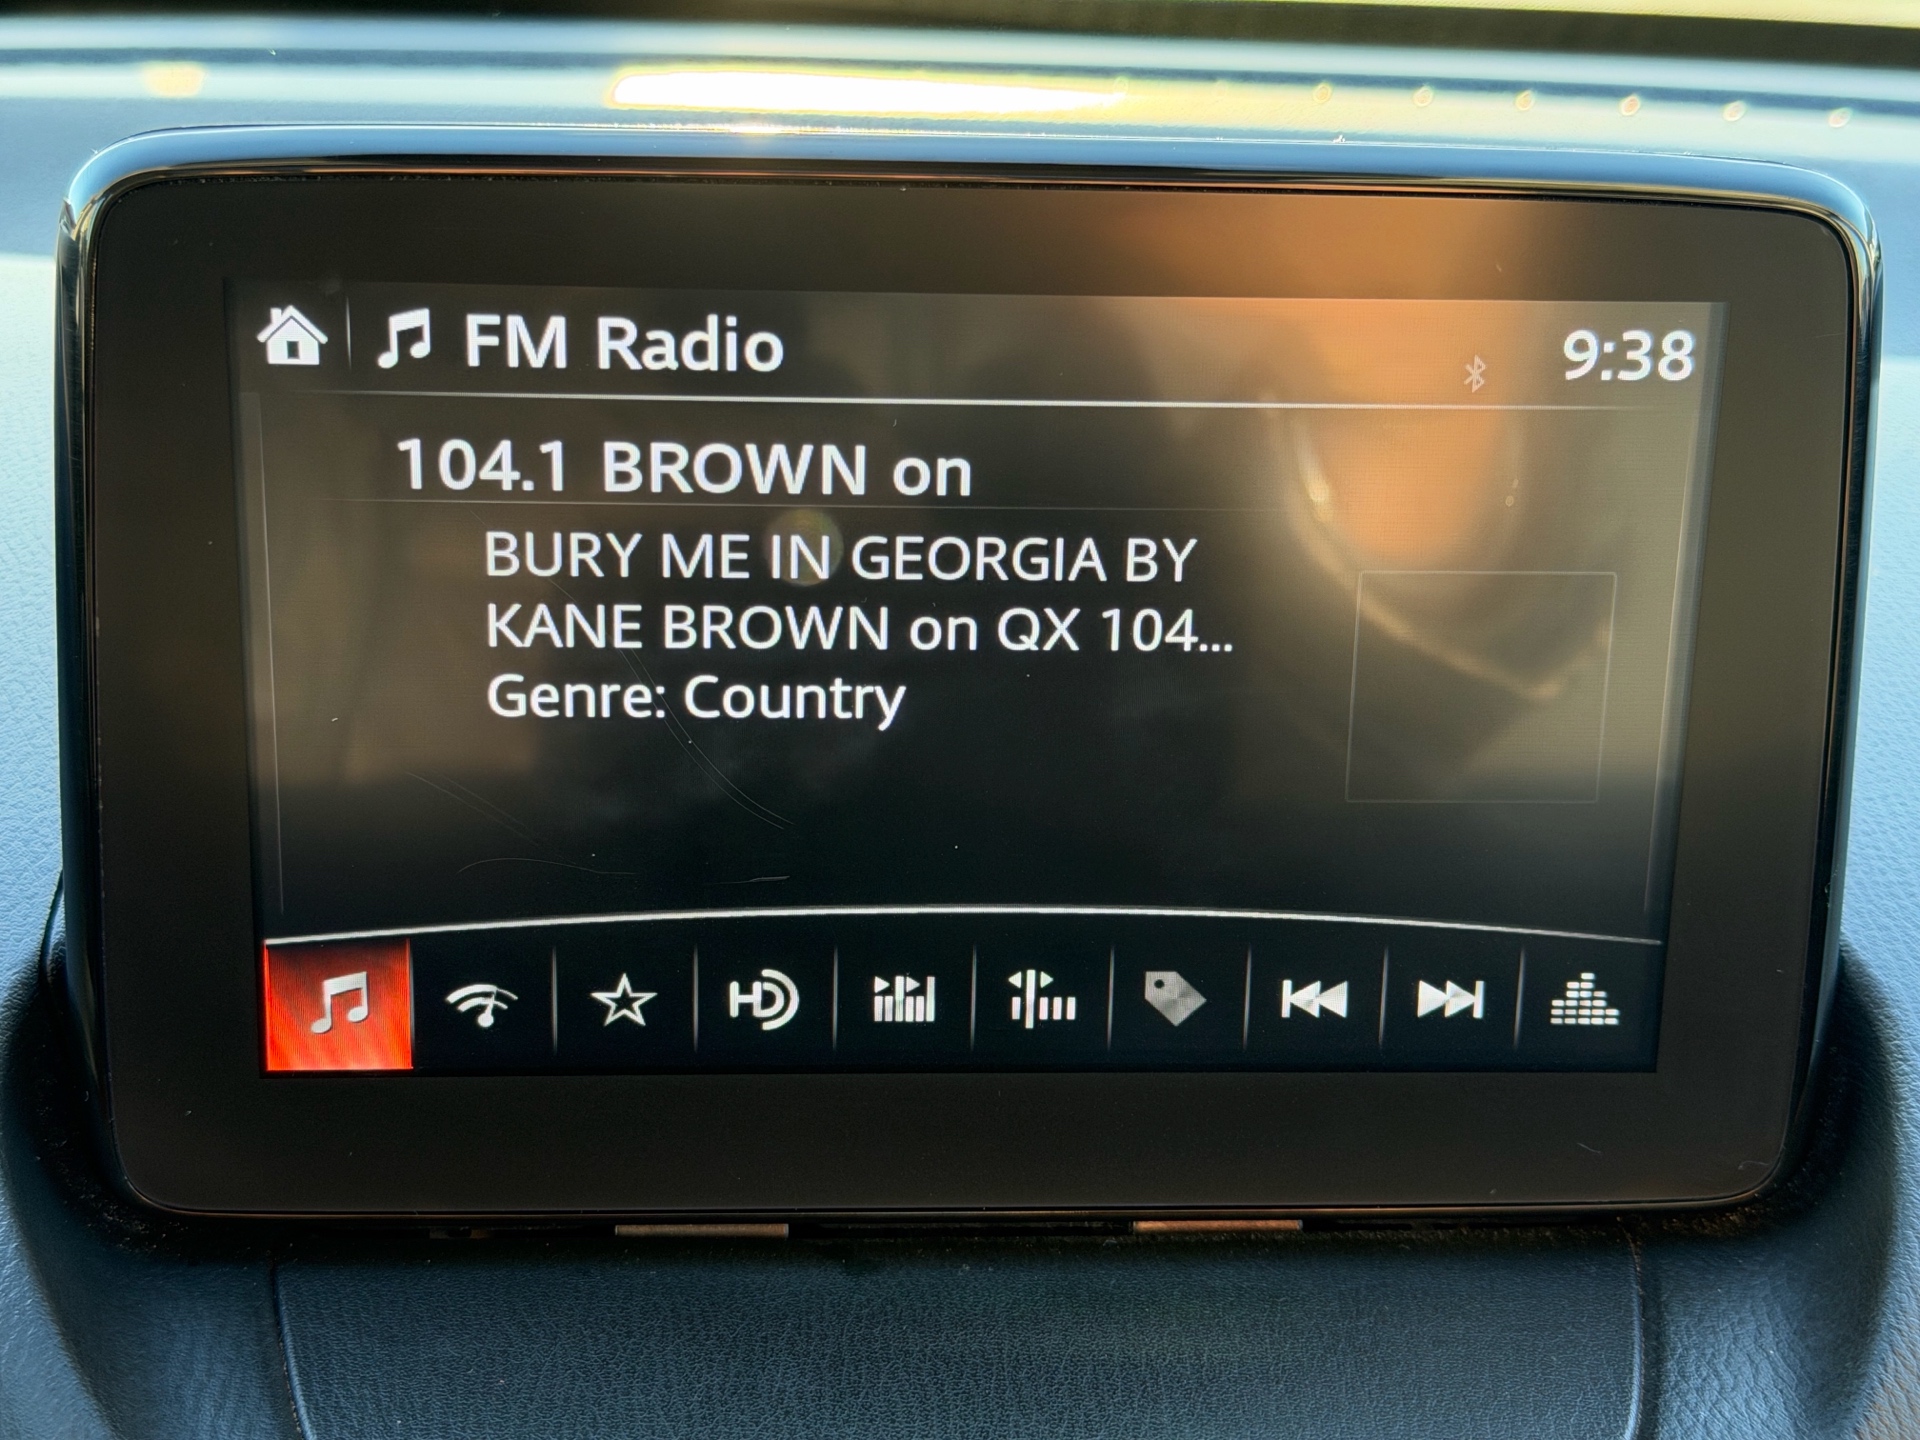 FM Radio
9:38
104.1 BROWN on
BURY ME IN GEORGIA BY
KANE BROWN on QX 104...
Genre: Country
HD